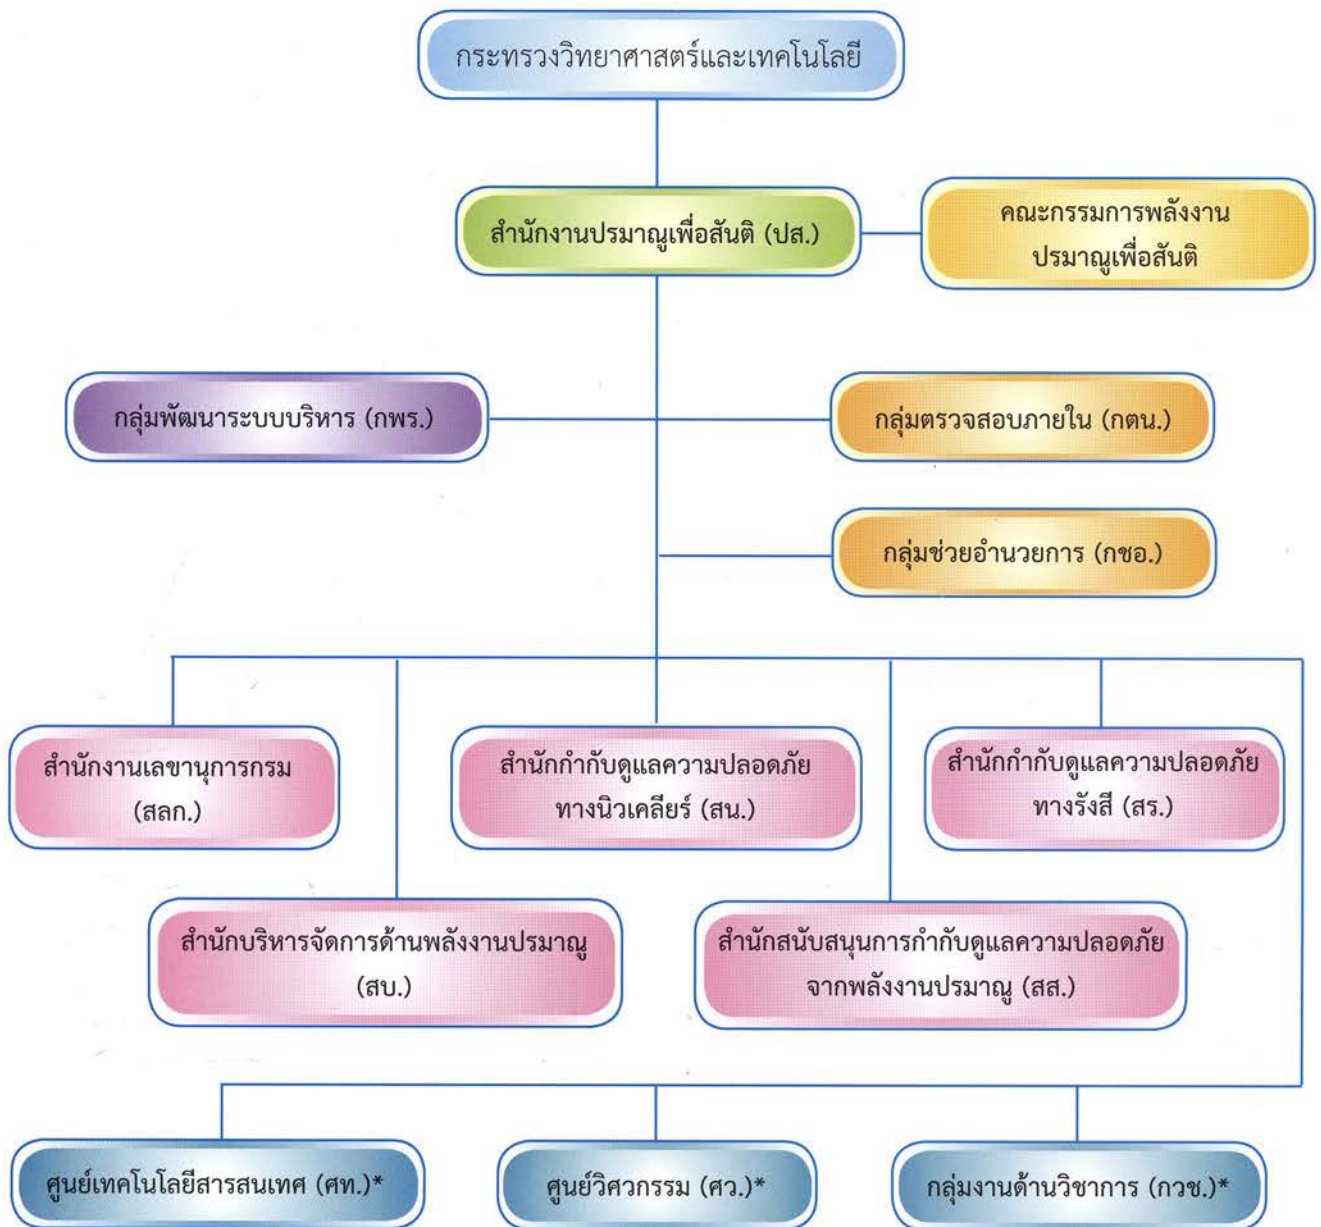 กระทรวงวิทยาศาสตร์และเทคโนโลยี
สำนักงานปรมาณูเพื่อสันติ (ปส.)
คณะกรรมการพลังงาน
ปรมาณูเพื่อสันติ
กลุ่มพัฒนาระบบบริหาร (กพร.)
กลุ่มตรวจสอบภายใน (กตน.)
กลุ่มช่วยอำนวยการ (กชอ.)
สำนักงานเลขานุการกรม
(สลก.)
สำนักกำกับดูแลความปลอดภัย
ทางนิวเคลียร์ (สน.)
สำนักกำกับดูแลความปลอดภัย
ทางรังสี (สร.)
สำนักบริหารจัดการด้านพลังงานปรมาณู
(สบ.)
สำนักสนับสนุนการกำกับดูแลความปลอดภัย
จากพลังงานปรมาณู (สส.)
ศูนย์เทคโนโลยีสารสนเทศ (ศท.)*
ศูนย์วิศวกรรม (ศว.)*
กลุ่มงานด้านวิชาการ (กวช.)*